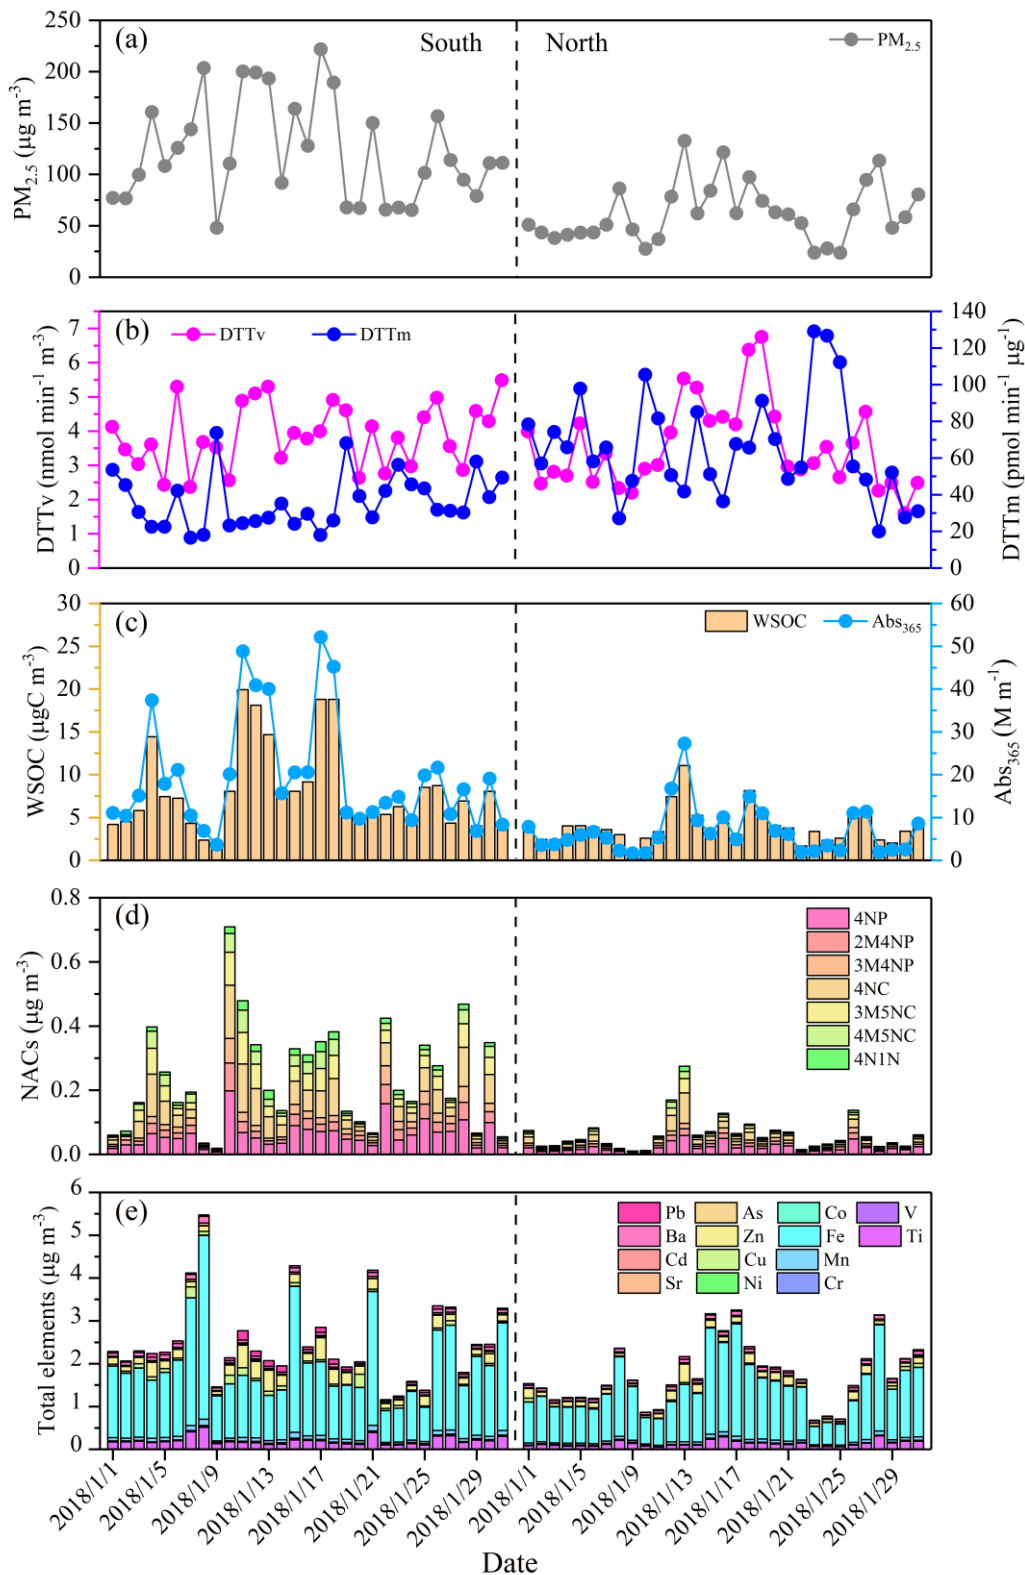 (a)
South
North
PM2.5
PM2.5 (μg m-3)
250
200
150
100
50
0
(b)
DTTv
DTTm
DTTv (nmol min-1 m-3)
7
6
5
4
3
2
1
0
DTTm (pmol min-1 μg-1)
140
120
100
80
60
40
20
0
(c)
WSOC
Abs365
WSOC (μgC m-3)
30
25
20
15
10
5
0
Abs365 (M m-1)
60
50
40
30
20
10
0
(d)
4NP
2M4NP
3M4NP
4NC
3M5NC
4M5NC
4N1N
NACs (μg m-3)
0.8
0.6
0.4
0.2
0.0
(e)
Pb As Co V
Ba Zn Fe Ti
Cd Cu Mn
Sr Ni Cr
Total elements (μg m-3)
6
5
4
3
2
1
0
2018/1/1
2018/1/5
2018/1/9
2018/1/13
2018/1/17
2018/1/21
2018/1/25
2018/1/29
2018/1/1
2018/1/5
2018/1/9
2018/1/13
2018/1/17
2018/1/21
2018/1/25
2018/1/29
Date